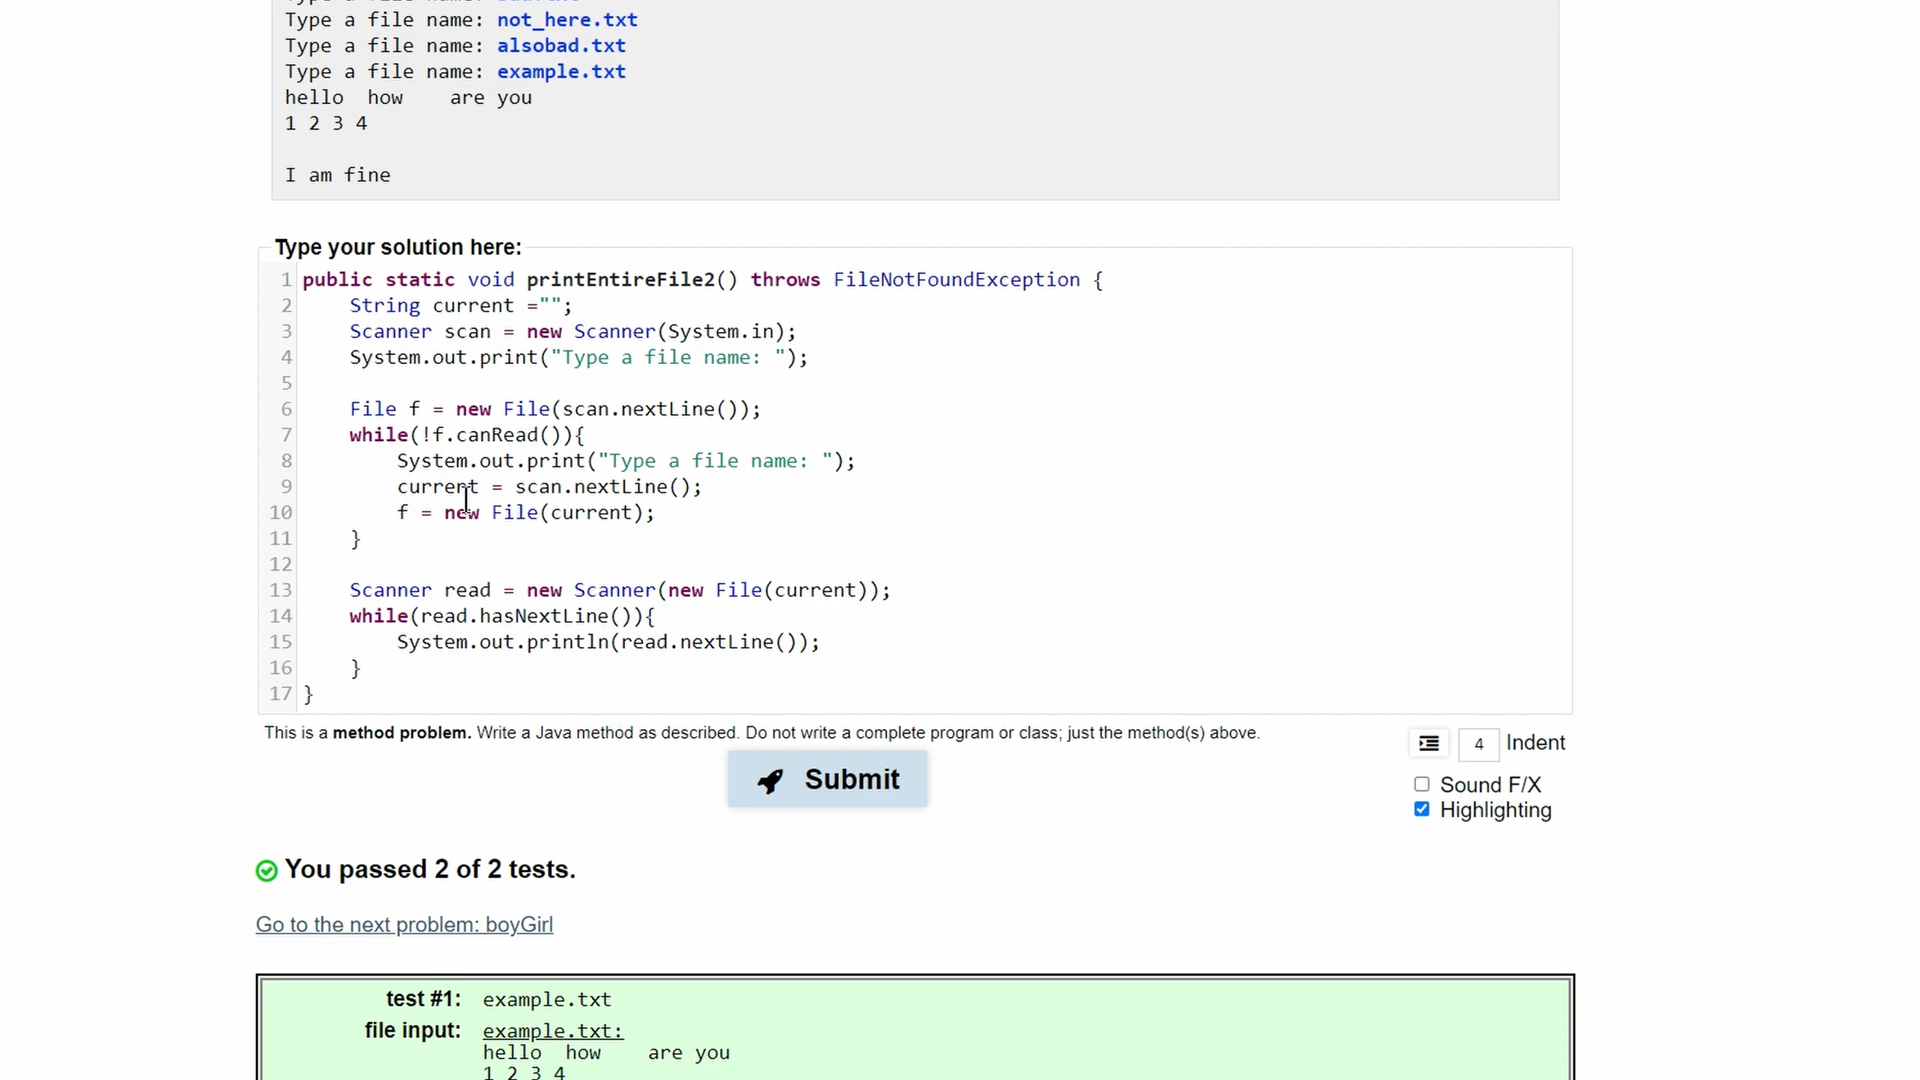 Type a file name:
Type a file name: not_here.txt
Type a file name: alsobad.txt
Type a file name: example.txt
hello  how    are you
1 2 3 4
I am fine
Type your solution here:
1 public static void printEntireFile2() throws FileNotFoundException {
2     String current ="";
3     Scanner scan = new Scanner(System.in);
4     System.out.print("Type a file name: ");
5
6     File f = new File(scan.nextLine());
7     while(!f.canRead()){
8         System.out.print("Type a file name: ");
9         current = scan.nextLine();
10         f = new File(current);
11     }
12
13     Scanner read = new Scanner(new File(current));
14     while(read.hasNextLine()){
15         System.out.println(read.nextLine());
16     }
17 }
This is a method problem. Write a Java method as described. Do not write a complete program or class; just the method(s) above.
4 Indent
Submit
Sound F/X
Highlighting
You passed 2 of 2 tests.
Go to the next problem: boyGirl
test #1: example.txt
file input: example.txt:
hello  how    are you
1 2 3 4